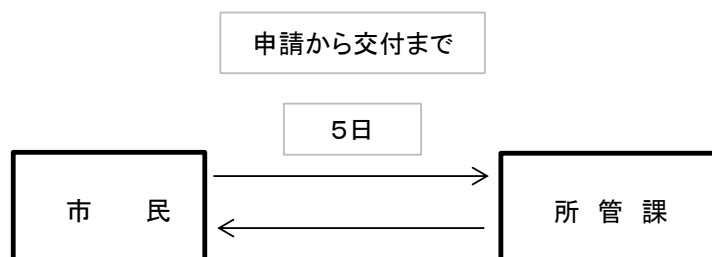 申請から交付まで
５日
市　　民
所 管 課